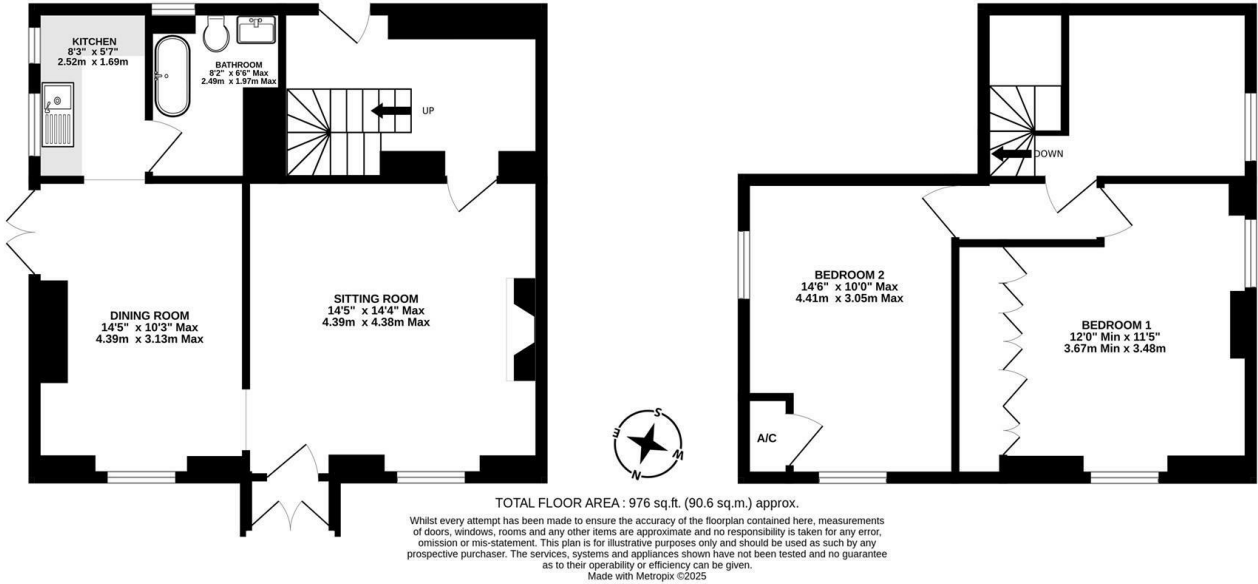 KITCHEN
8'3" x 5'7"
2.52m x 1.69m
BATHROOM
8'2" x 6'6" Max
2.49m x 1.97m Max
UP
DINING ROOM
14'5" x 10'3" Max
4.39m x 3.13m Max
SITTING ROOM
14'5" x 14'4" Max
4.39m x 4.38m Max
DOWN
BEDROOM 2
14'6" x 10'0" Max
4.41m x 3.05m Max
BEDROOM 1
12'0" Min x 11'5"
3.67m Min x 3.48m
A/C
S
E
W
N
TOTAL FLOOR AREA : 976 sq.ft. (90.6 sq.m.) approx.
Whilst every attempt has been made to ensure the accuracy of the floorplan contained here, measurements
of doors, windows, rooms and any other items are approximate and no responsibility is taken for any error,
omission or mis-statement. This plan is for illustrative purposes only and should be used as such by any
prospective purchaser. The services, systems and appliances shown have not been tested and no guarantee
as to their operability or efficiency can be given.
Made with Metropix ©2025